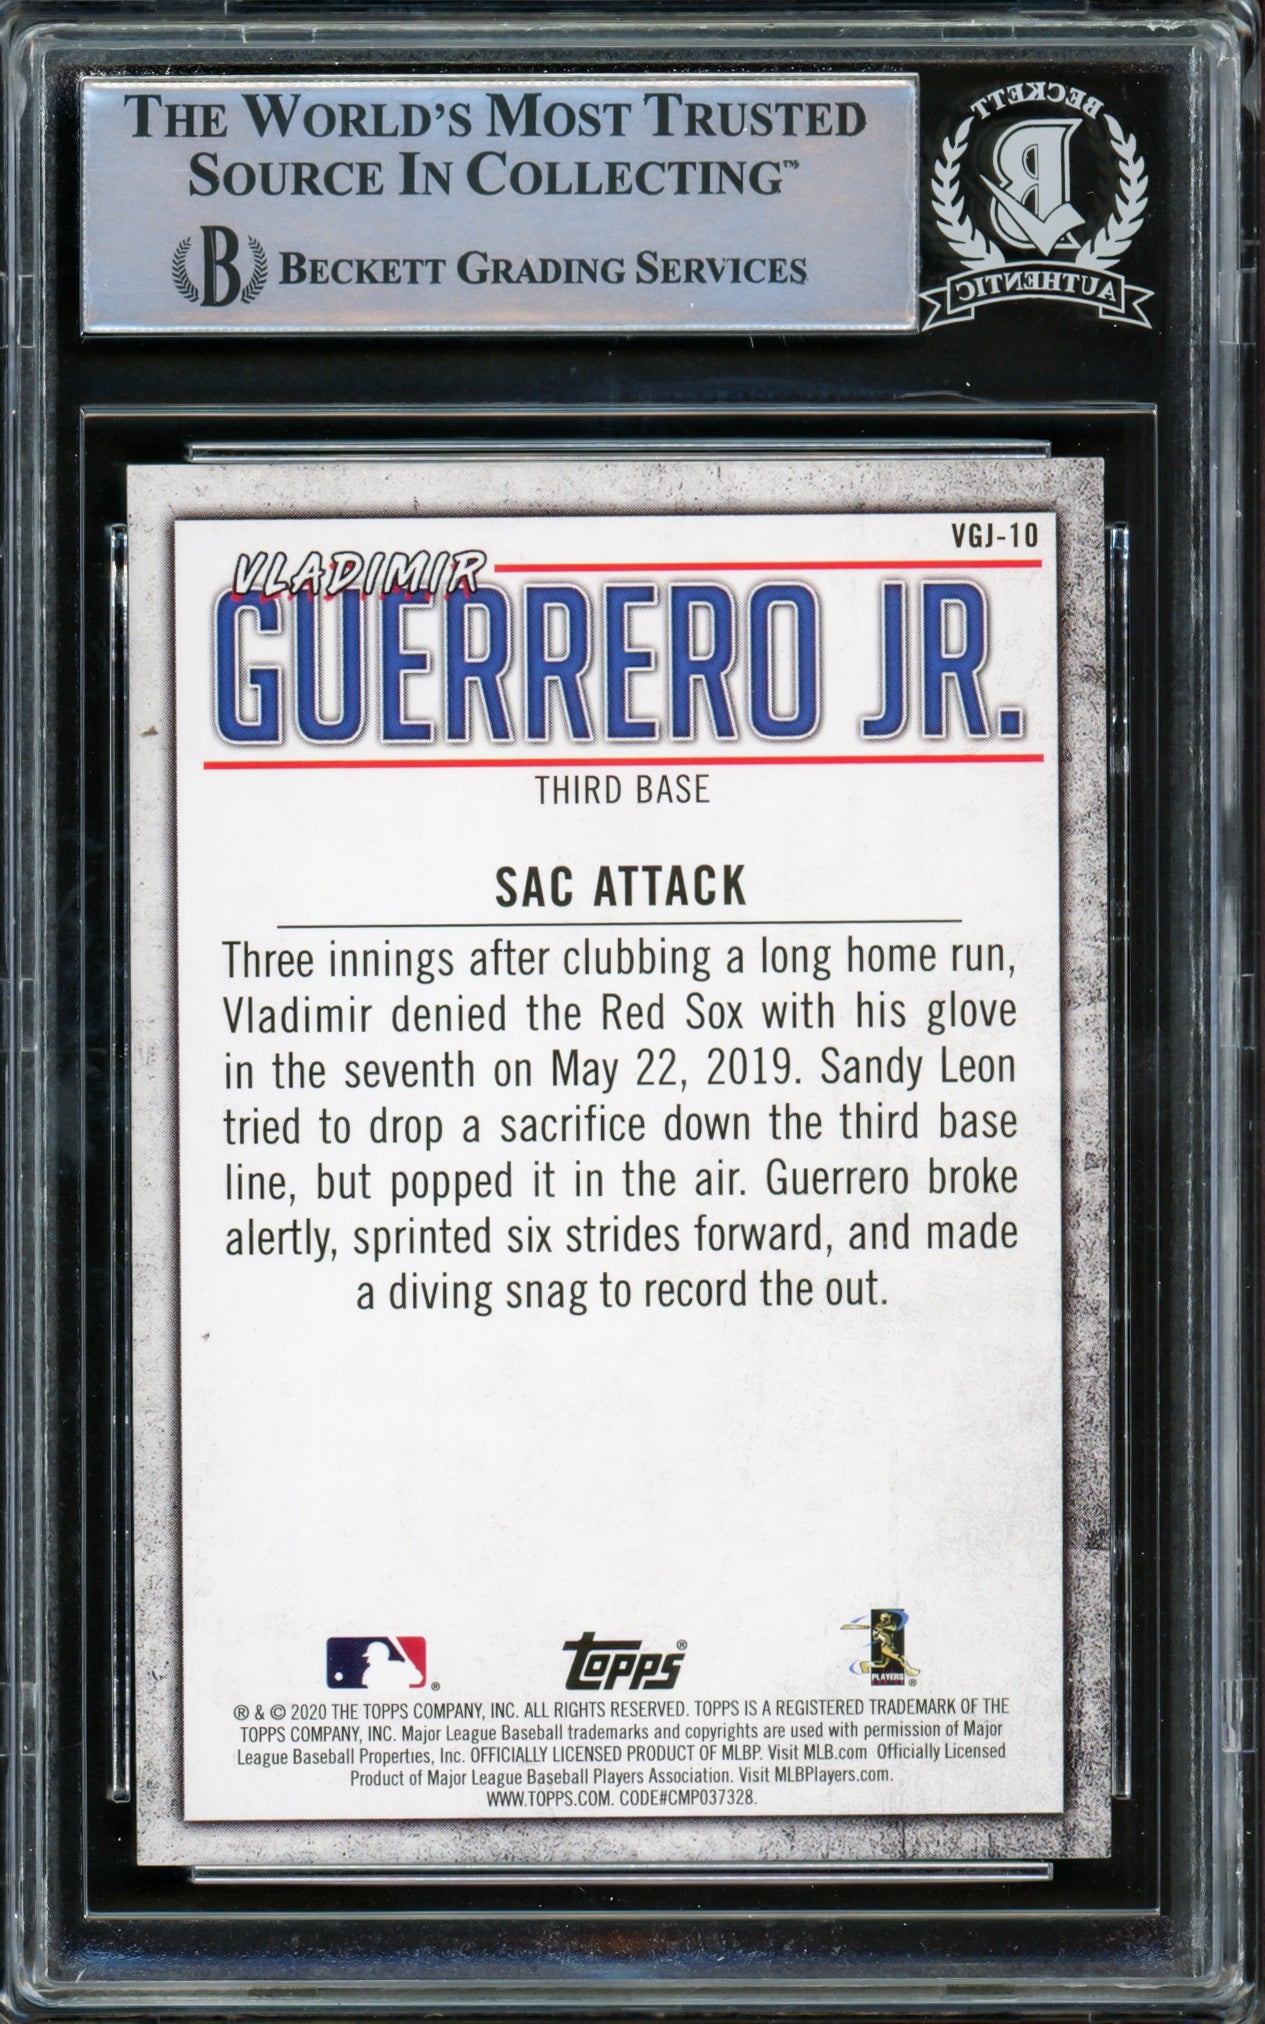 THE WORLD'S MOST TRUSTED
SOURCE IN COLLECTING™
B BECKETT GRADING SERVICES
BECKETT
B
AUTHENTIC
VGJ-10
VLADIMIR
GUERRERO JR.
THIRD BASE
SAC ATTACK
Three innings after clubbing a long home run,
Vladimir denied the Red Sox with his glove
in the seventh on May 22, 2019. Sandy Leon
tried to drop a sacrifice down the third base
line, but popped it in the air. Guerrero broke
alertly, sprinted six strides forward, and made
a diving snag to record the out.
topps®
PLAYERS
® & © 2020 THE TOPPS COMPANY, INC. ALL RIGHTS RESERVED. TOPPS IS A REGISTERED TRADEMARK OF THE
TOPPS COMPANY, INC. Major League Baseball trademarks and copyrights are used with permission of Major
League Baseball Properties, Inc. OFFICIALLY LICENSED PRODUCT OF MLBP. Visit MLB.com Officially Licensed
Product of Major League Baseball Players Association. Visit MLBPlayers.com.
WWW.TOPPS.COM. CODE#CMP037328.